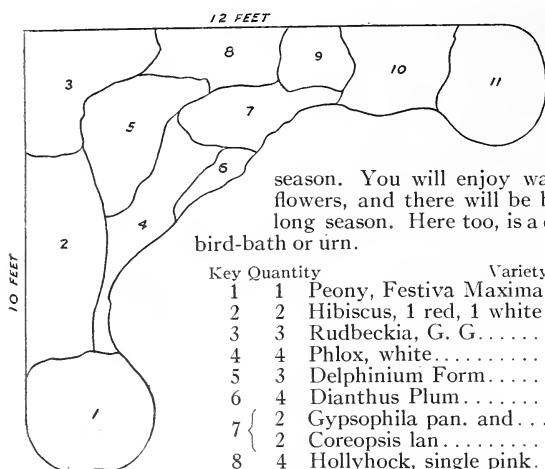 12 FEET
3
8
9
10
11
5
7
6
4
2
10 FEET
1
season. You will enjoy
flowers, and there will be
long season. Here too, is a
bird-bath or urn.
Key Quantity Variety
1 1 Peony, Festiva Maxima
2 2 Hibiscus, 1 red, 1 white
3 3 Rudbeckia, G. G......
4 4 Phlox, white..........
5 3 Delphinium Form.....
6 4 Dianthus Plum.......
7 { 2 Gypsophila pan. and...
2 Coreopsis lan.........
8 4 Hollyhock, single pink.